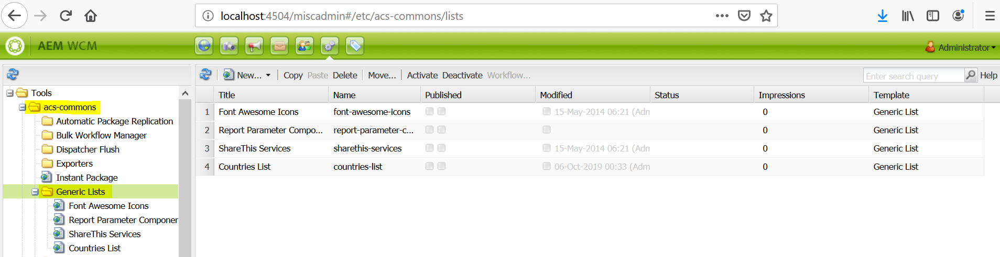 localhost:4504/miscadmin#/etc/acs-commons/lists
AEM WCM
Administrator
New... Copy Paste Delete Move... Activate Deactivate Workflow... Enter search query Help
Tools
acs-commons
Automatic Package Replication
Bulk Workflow Manager
Dispatcher Flush
Exporters
Instant Package
Generic Lists
Font Awesome Icons
Report Parameter Componer
ShareThis Services
Countries List
Title Name Published Modified Status Impressions Template
1 Font Awesome Icons font-awesome-icons 15-May-2014 06:21 (Adm 0 Generic List
2 Report Parameter Compo... report-parameter-c... 0 Generic List
3 ShareThis Services sharethis-services 15-May-2014 06:21 (Adm 0 Generic List
4 Countries List countries-list 06-Oct-2019 00:33 (Adm 0 Generic List